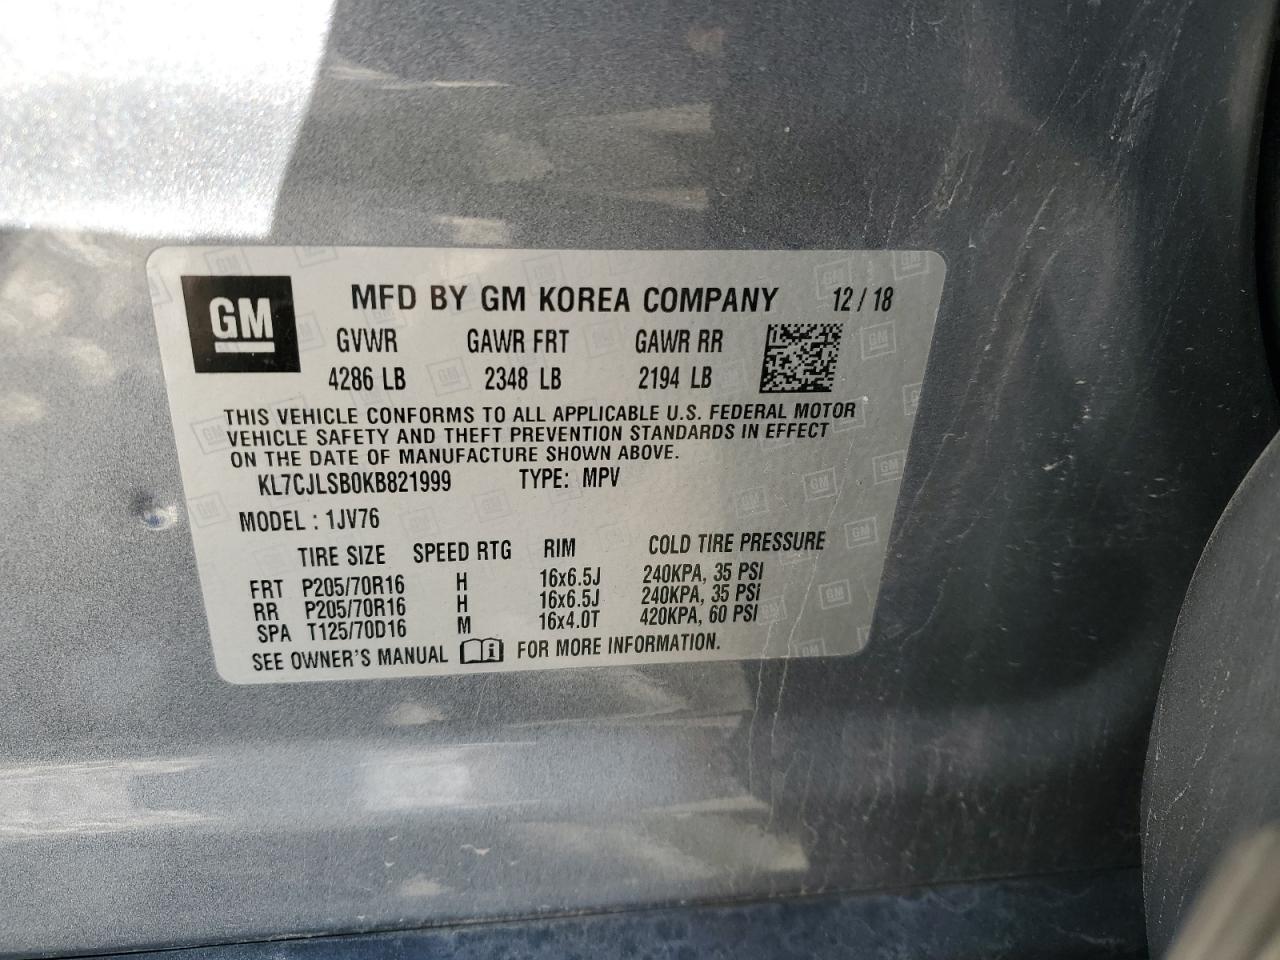 GM MFD BY GM KOREA COMPANY 12 / 18
GVWR GAWR FRT GAWR RR
4286 LB 2348 LB 2194 LB
THIS VEHICLE CONFORMS TO ALL APPLICABLE U.S. FEDERAL MOTOR
VEHICLE SAFETY AND THEFT PREVENTION STANDARDS IN EFFECT
ON THE DATE OF MANUFACTURE SHOWN ABOVE.
KL7CJLSB0KB821999 TYPE: MPV
MODEL : 1JV76
TIRE SIZE SPEED RTG RIM COLD TIRE PRESSURE
FRT P205/70R16 H 16x6.5J 240KPA, 35 PSI
RR P205/70R16 H 16x6.5J 240KPA, 35 PSI
SPA T125/70D16 M 16x4.0T 420KPA, 60 PSI
SEE OWNER'S MANUAL i FOR MORE INFORMATION.